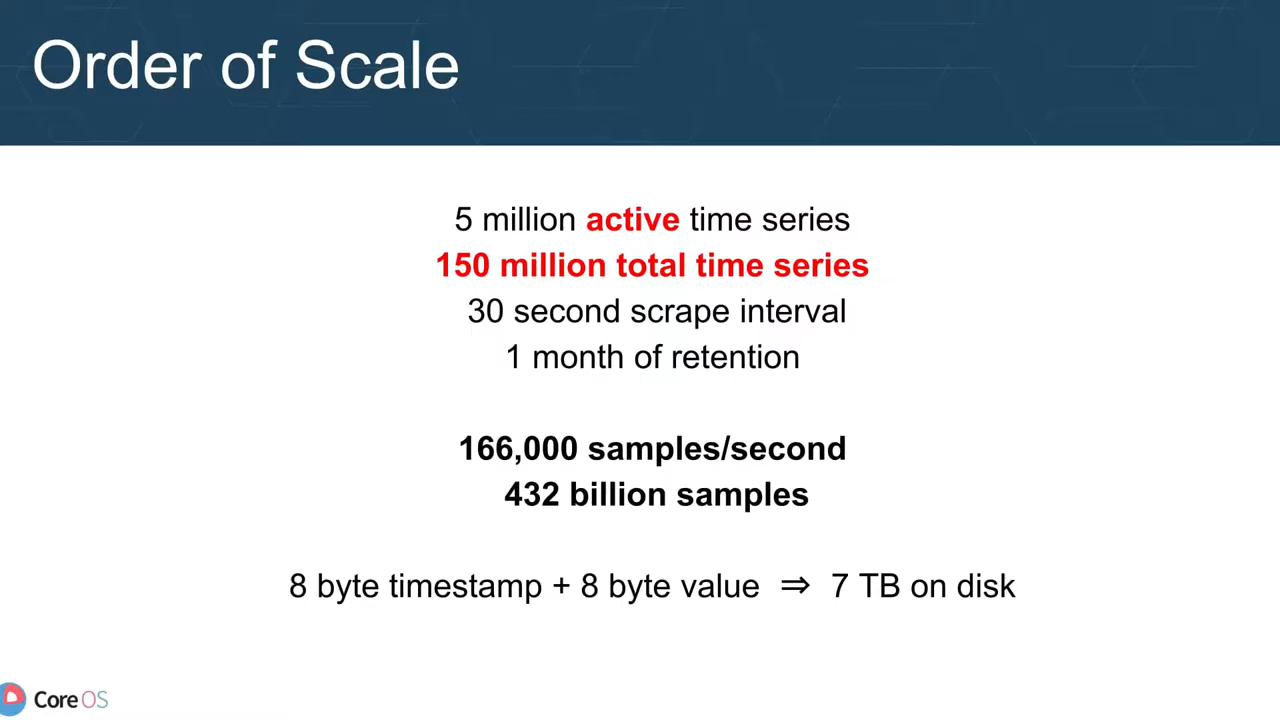 Order of Scale
5 million active time series
150 million total time series
30 second scrape interval
1 month of retention
166,000 samples/second
432 billion samples
8 byte timestamp + 8 byte value ⇒ 7 TB on disk
Core OS